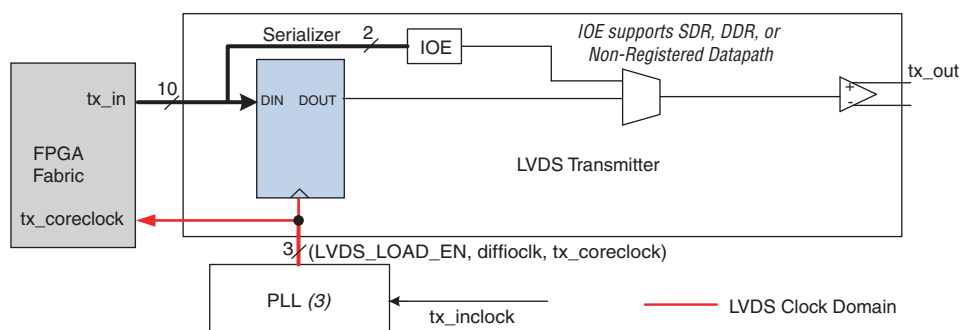 Serializer
2
IOE
IOE supports SDR, DDR, or
Non-Registered Datapath
tx_out
tx_in
10
DIN
DOUT
+
-
FPGA
Fabric
LVDS Transmitter
tx_coreclock
3
(LVDS_LOAD_EN, diffioclk, tx_coreclock)
PLL (3)
tx_inclock
LVDS Clock Domain